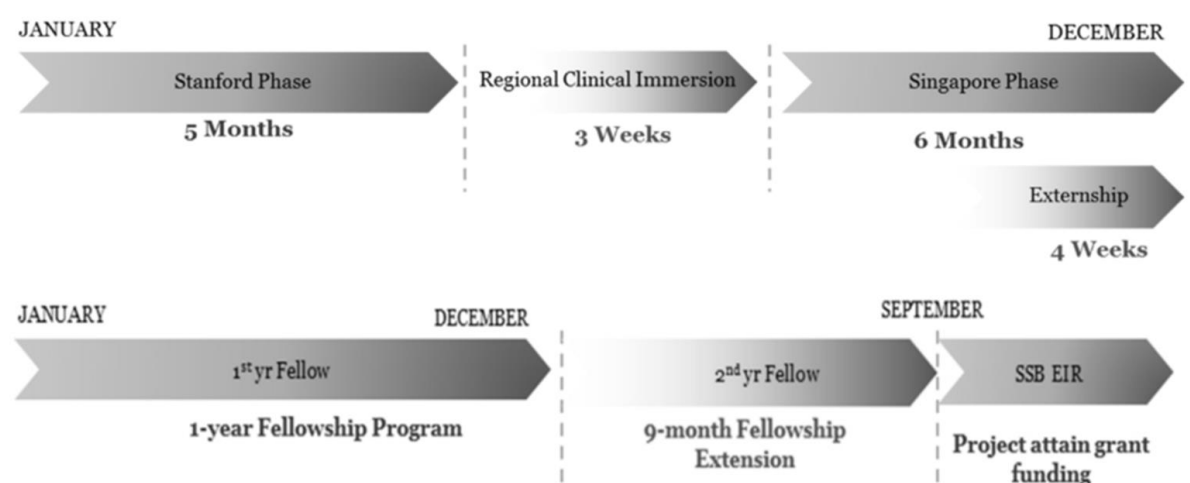 JANUARY
DECEMBER
Stanford Phase
Regional Clinical Immersion
Singapore Phase
5 Months
3 Weeks
6 Months
Externship
4 Weeks
JANUARY
DECEMBER
SEPTEMBER
1st yr Fellow
2nd yr Fellow
SSB EIR
1-year Fellowship Program
9-month Fellowship
Extension
Project attain grant
funding